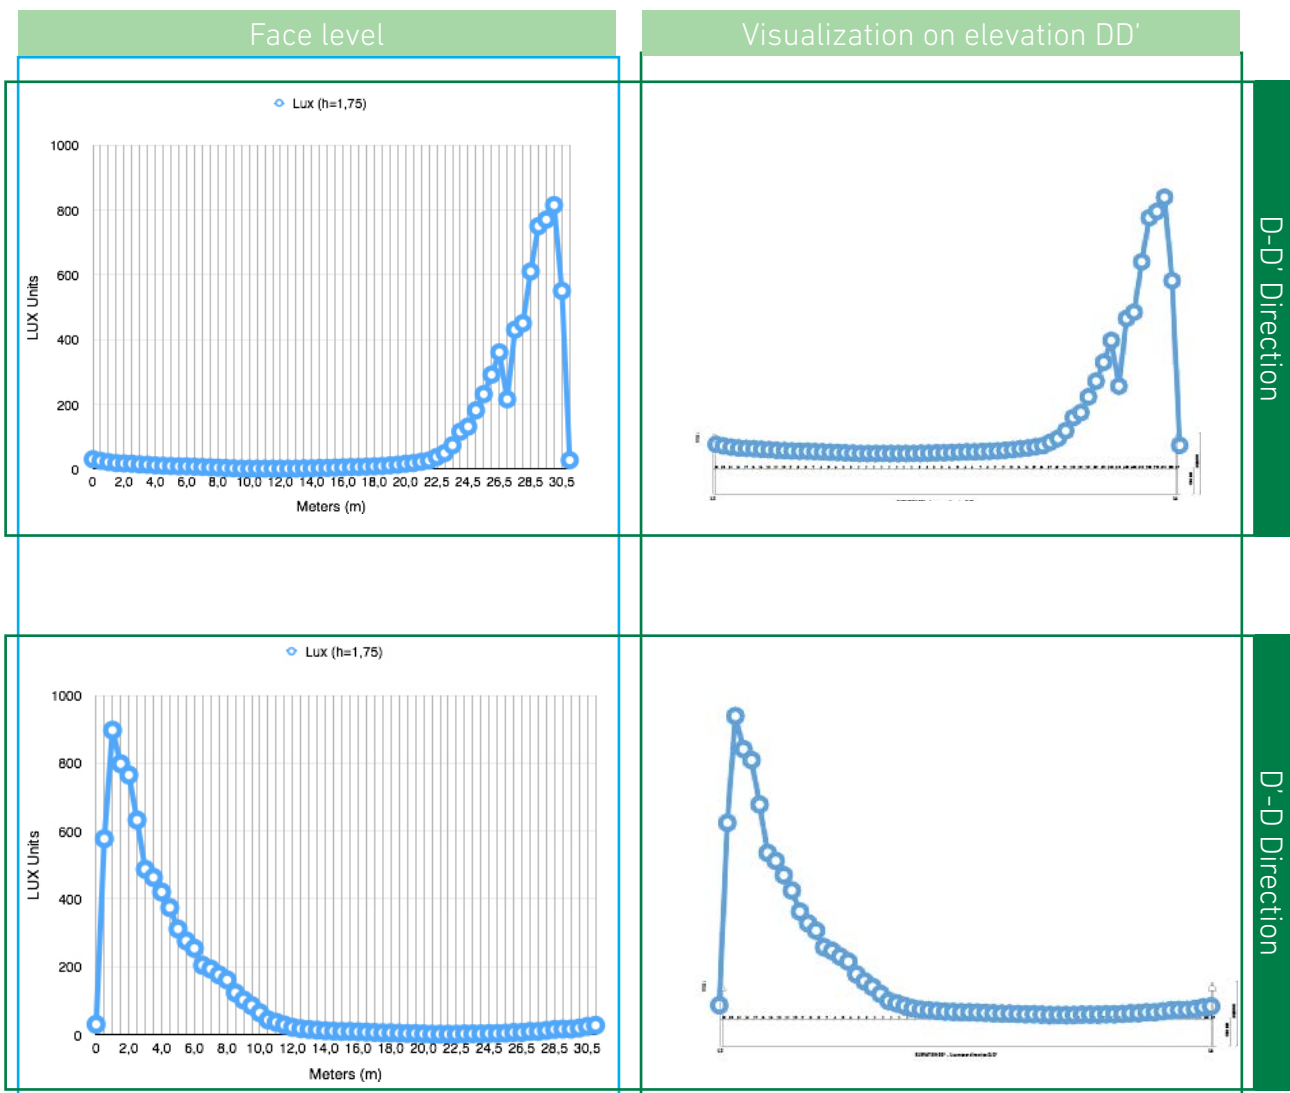 Face level
Visualization on elevation DD'
Lux (h=1,75)
1000
800
600
400
200
0
LUX Units
0 2,0 4,0 6,0 8,0 10,0 12,0 14,0 16,0 18,0 20,0 22,5 24,5 26,5 28,5 30,5
Meters (m)
D-D' Direction
Lux (h=1,75)
1000
800
600
400
200
0
LUX Units
0 2,0 4,0 6,0 8,0 10,0 12,0 14,0 16,0 18,0 20,0 22,5 24,5 26,5 28,5 30,5
Meters (m)
D'-D Direction